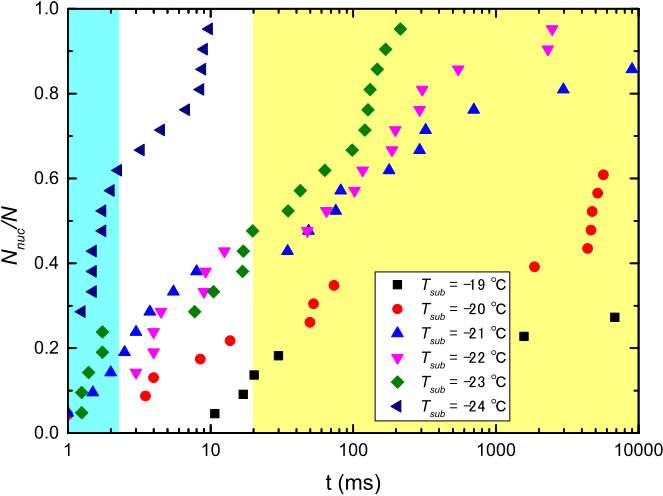 1.0
0.8
0.6
0.4
0.2
0.0
N_nuc/N
T_sub = −19 °C
T_sub = −20 °C
T_sub = −21 °C
T_sub = −22 °C
T_sub = −23 °C
T_sub = −24 °C
1 10 100 1000 10000
t (ms)